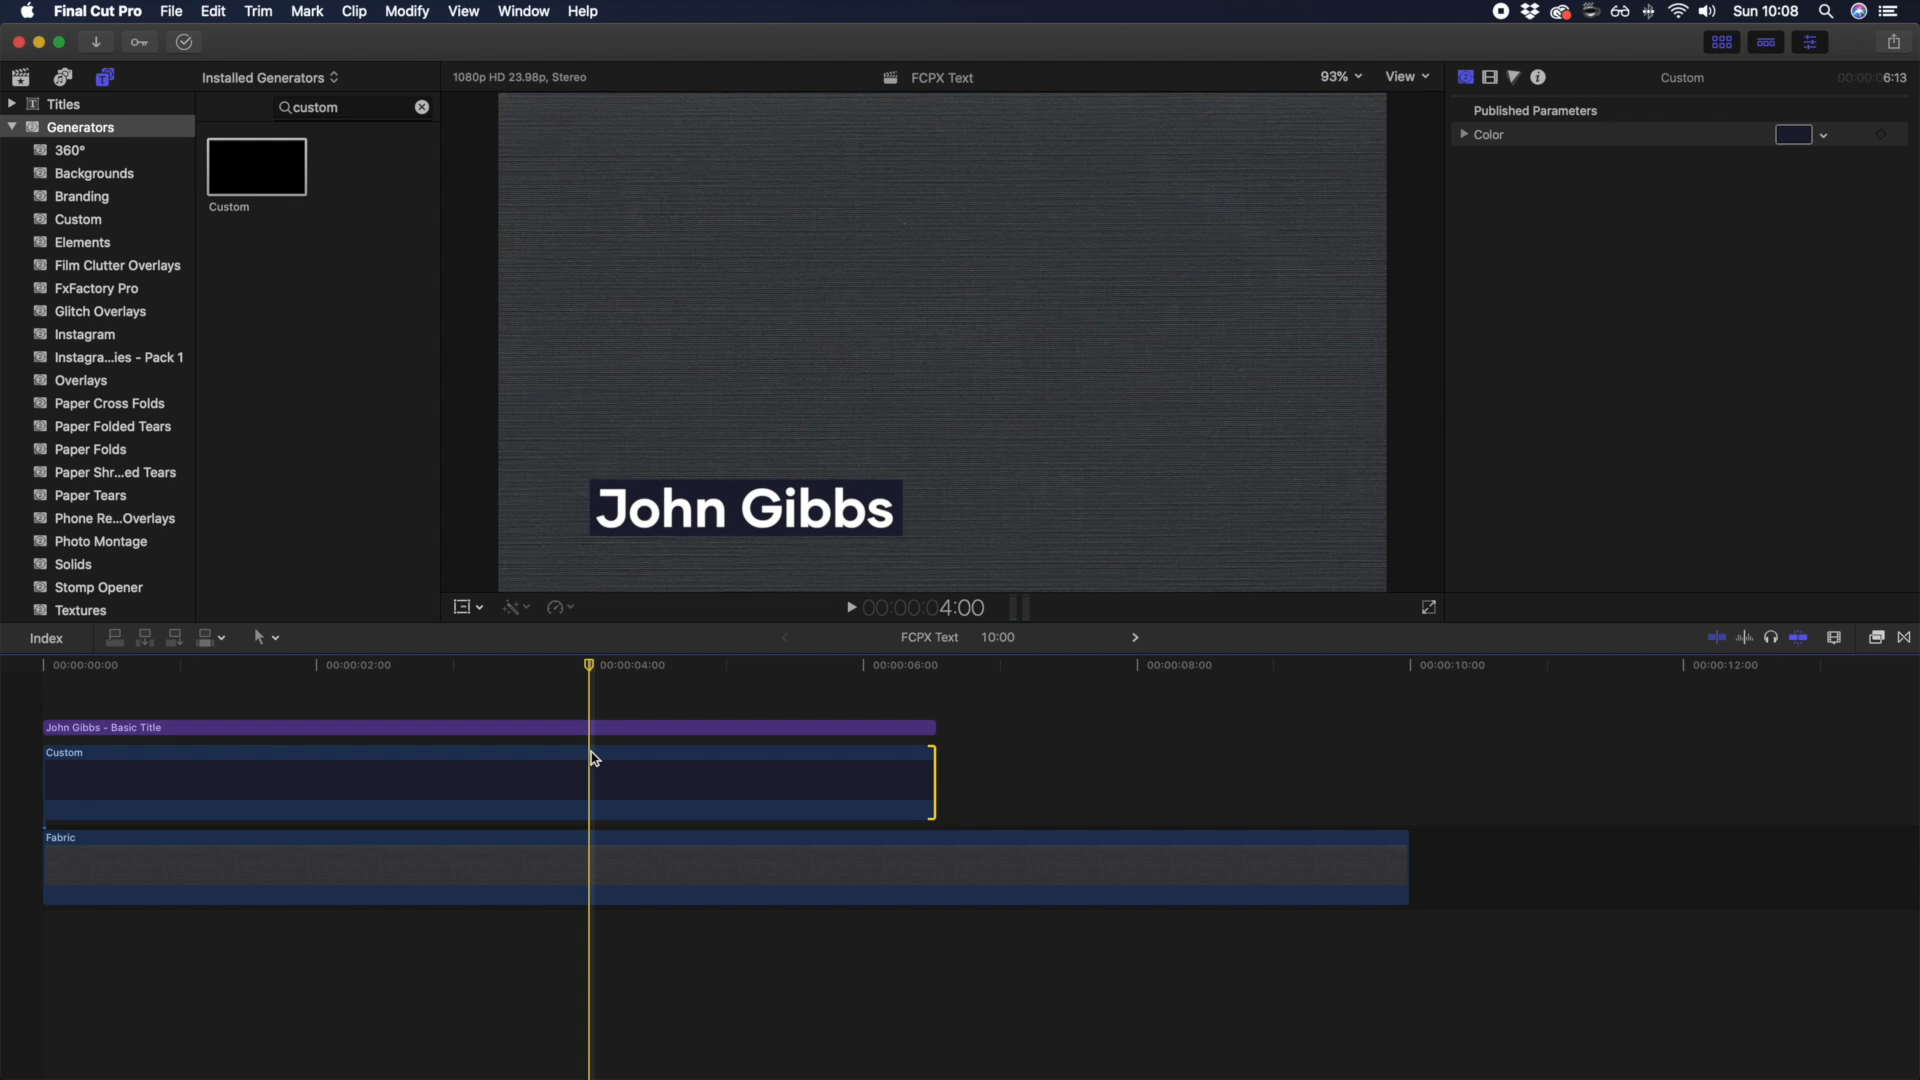 Final Cut Pro File Edit Trim Mark Clip Modify View Window Help Sun 10:08
Installed Generators 1080p HD 23.98p, Stereo FCPX Text 93% View Custom 00:00:06:13
Titles
custom
Generators
360°
Backgrounds
Branding
Custom
Elements
Film Clutter Overlays
FxFactory Pro
Glitch Overlays
Instagram
Instagra...ies - Pack 1
Overlays
Paper Cross Folds
Paper Folded Tears
Paper Folds
Paper Shr...ed Tears
Paper Tears
Phone Re...Overlays
Photo Montage
Solids
Stomp Opener
Textures
Custom
John Gibbs
Published Parameters
Color
00:00:04:00
Index FCPX Text 10:00
00:00:00:00 00:00:02:00 00:00:04:00 00:00:06:00 00:00:08:00 00:00:10:00 00:00:12:00
John Gibbs - Basic Title
Custom
Fabric